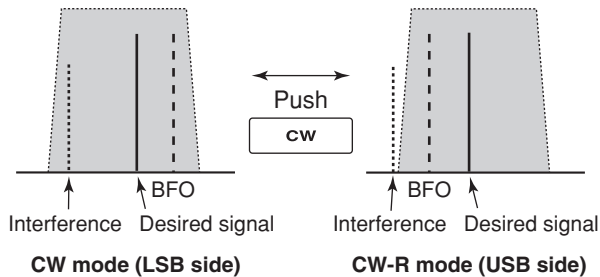 Push
CW
BFO
BFO
Interference Desired signal
Interference Desired signal
CW mode (LSB side)
CW-R mode (USB side)